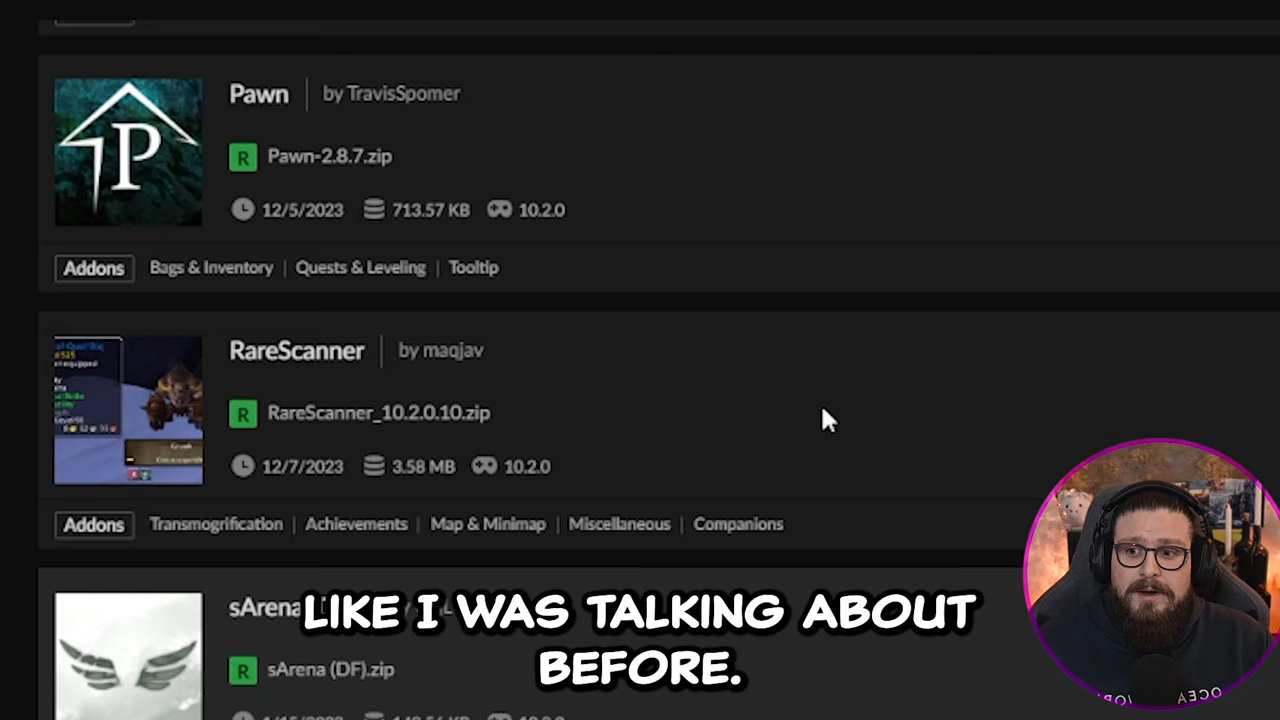 Pawn | by TravisSpomer
P
R Pawn-2.8.7.zip
12/5/2023 713.57 KB 10.2.0
Addons Bags & Inventory | Quests & Leveling | Tooltip
RareScanner | by maqjav
R RareScanner_10.2.0.10.zip
12/7/2023 3.58 MB 10.2.0
Addons Transmogrification | Achievements | Map & Minimap | Miscellaneous | Companions
sArena
LIKE I WAS TALKING ABOUT
BEFORE.
R sArena (DF).zip